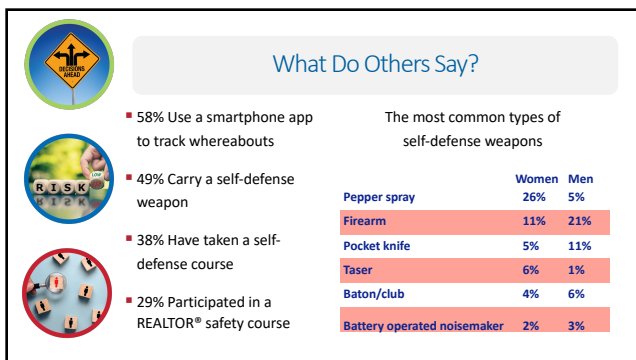 DECISIONS
AHEAD
What Do Others Say?
RISK
LOW
▪ 58% Use a smartphone app
to track whereabouts
▪ 49% Carry a self-defense
weapon
▪ 38% Have taken a self-
defense course
▪ 29% Participated in a
REALTOR® safety course
The most common types of
self-defense weapons
Women Men
Pepper spray 26% 5%
Firearm 11% 21%
Pocket knife 5% 11%
Taser 6% 1%
Baton/club 4% 6%
Battery operated noisemaker 2% 3%